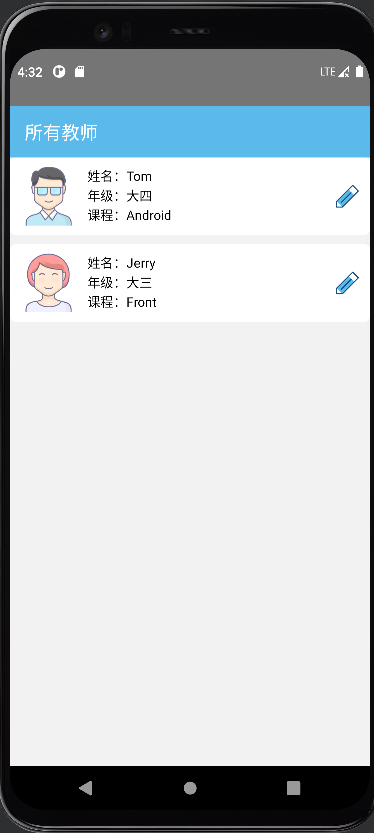 4:32
LTE
所有教师
姓名：Tom
年级：大四
课程：Android
姓名：Jerry
年级：大三
课程：Front